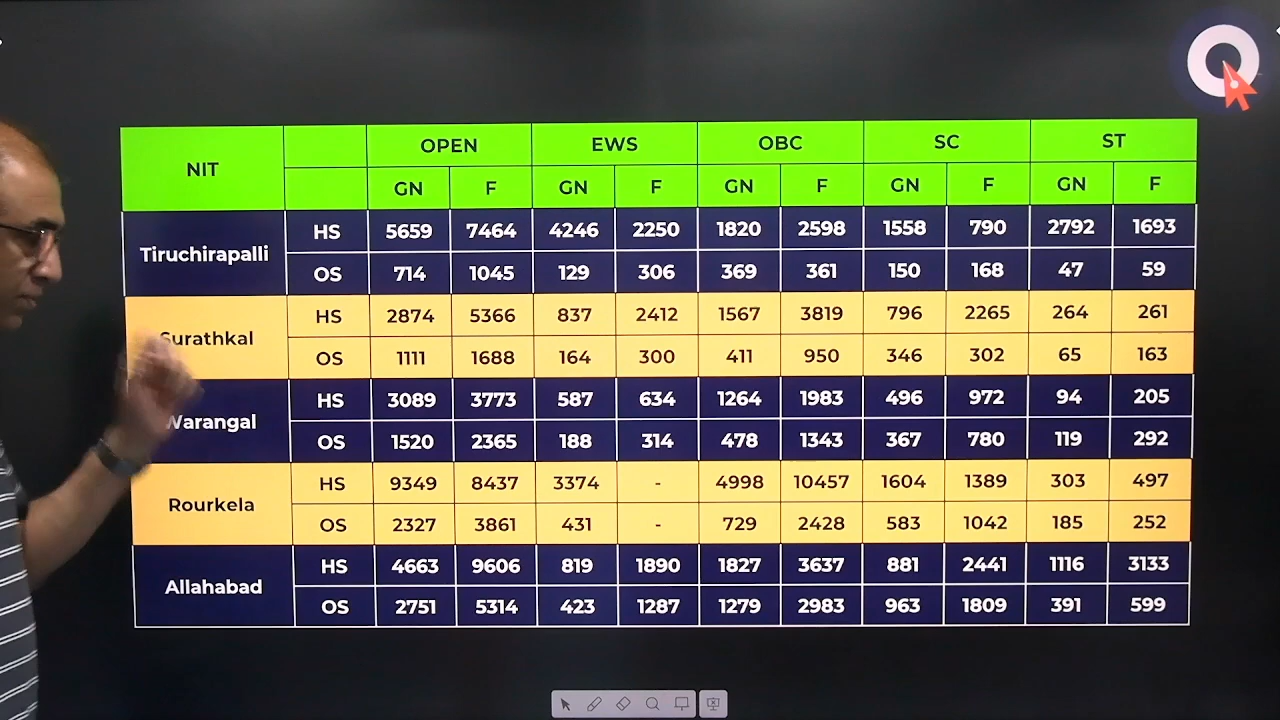 NIT OPEN EWS OBC SC ST
GN F GN F GN F GN F GN F
Tiruchirapalli HS 5659 7464 4246 2250 1820 2598 1558 790 2792 1693
OS 714 1045 129 306 369 361 150 168 47 59
Surathkal HS 2874 5366 837 2412 1567 3819 796 2265 264 261
OS 1111 1688 164 300 411 950 346 302 65 163
Warangal HS 3089 3773 587 634 1264 1983 496 972 94 205
OS 1520 2365 188 314 478 1343 367 780 119 292
Rourkela HS 9349 8437 3374 - 4998 10457 1604 1389 303 497
OS 2327 3861 431 - 729 2428 583 1042 185 252
Allahabad HS 4663 9606 819 1890 1827 3637 881 2441 1116 3133
OS 2751 5314 423 1287 1279 2983 963 1809 391 599